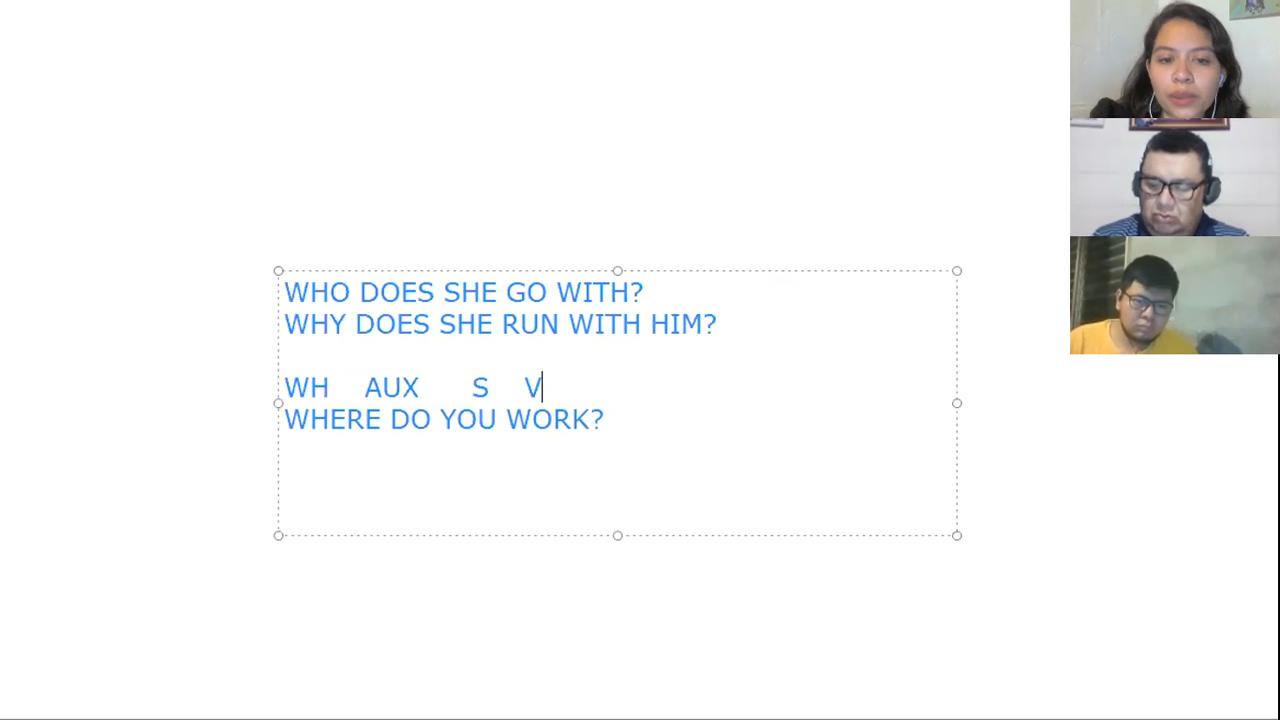 WHO DOES SHE GO WITH?
WHY DOES SHE RUN WITH HIM?
WH AUX S V
WHERE DO YOU WORK?